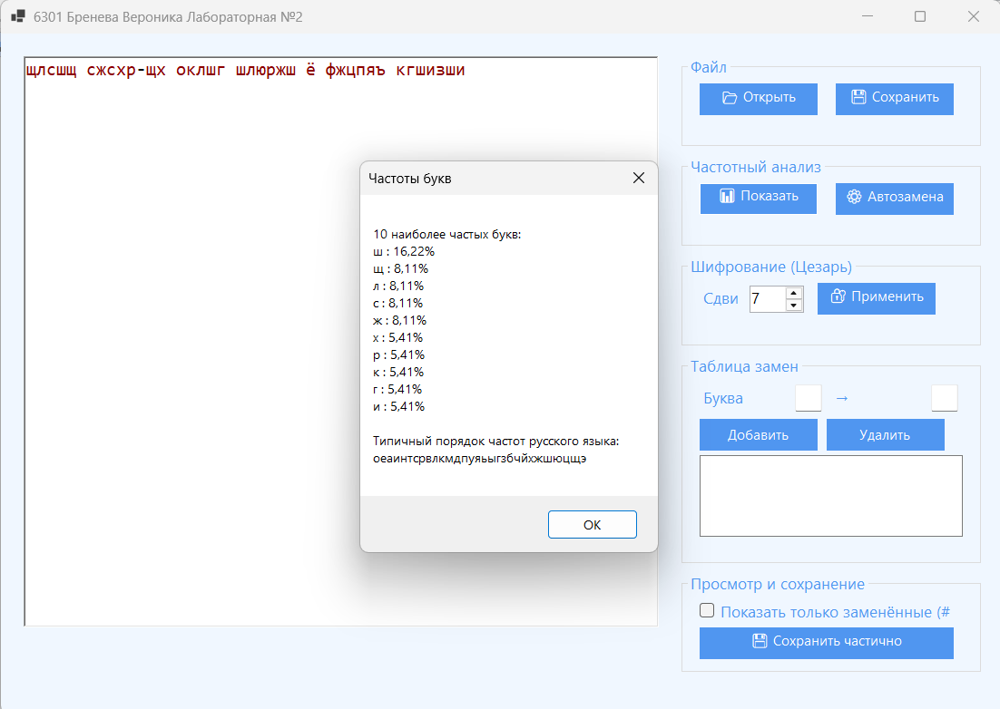 6301 Бренева Вероника Лабораторная №2
щлсшщ сжсхр-щх оклшг шлюржш ё фжцпяъ кгшизши
Файл
Открыть
Сохранить
Частотный анализ
Показать
Автозамена
Шифрование (Цезарь)
Сдви
7
Применить
Таблица замен
Буква
→
Добавить
Удалить
Просмотр и сохранение
Показать только заменённые (#
Сохранить частично
Частоты букв
10 наиболее частых букв:
ш : 16,22%
щ : 8,11%
л : 8,11%
с : 8,11%
ж : 8,11%
х : 5,41%
р : 5,41%
к : 5,41%
г : 5,41%
и : 5,41%
Типичный порядок частот русского языка:
оеаинтсрвлкмдпуяьыгзбчйхжшюцщэ
ОК